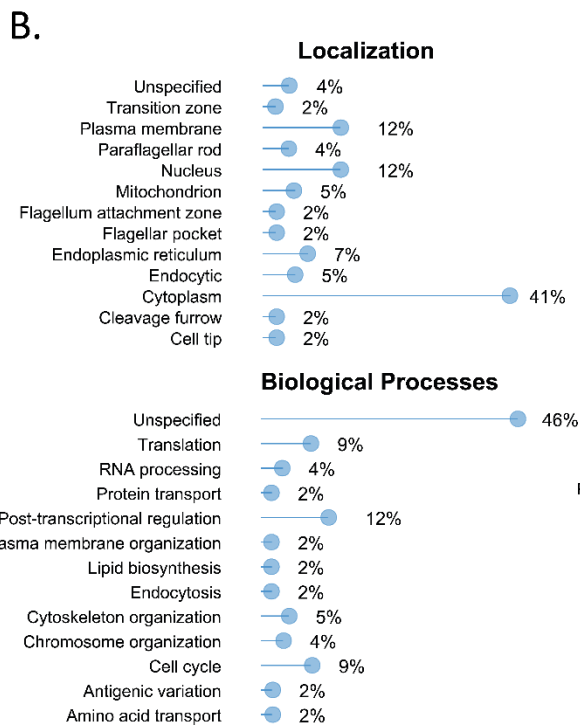 B.
Localization
Unspecified 4%
Transition zone 2%
Plasma membrane 12%
Paraflagellar rod 4%
Nucleus 12%
Mitochondrion 5%
Flagellum attachment zone 2%
Flagellar pocket 2%
Endoplasmic reticulum 7%
Endocytic 5%
Cytoplasm 41%
Cleavage furrow 2%
Cell tip 2%
Biological Processes
Unspecified 46%
Translation 9%
RNA processing 4%
Protein transport 2%
Post-transcriptional regulation 12%
asma membrane organization 2%
Lipid biosynthesis 2%
Endocytosis 2%
Cytoskeleton organization 5%
Chromosome organization 4%
Cell cycle 9%
Antigenic variation 2%
Amino acid transport 2%